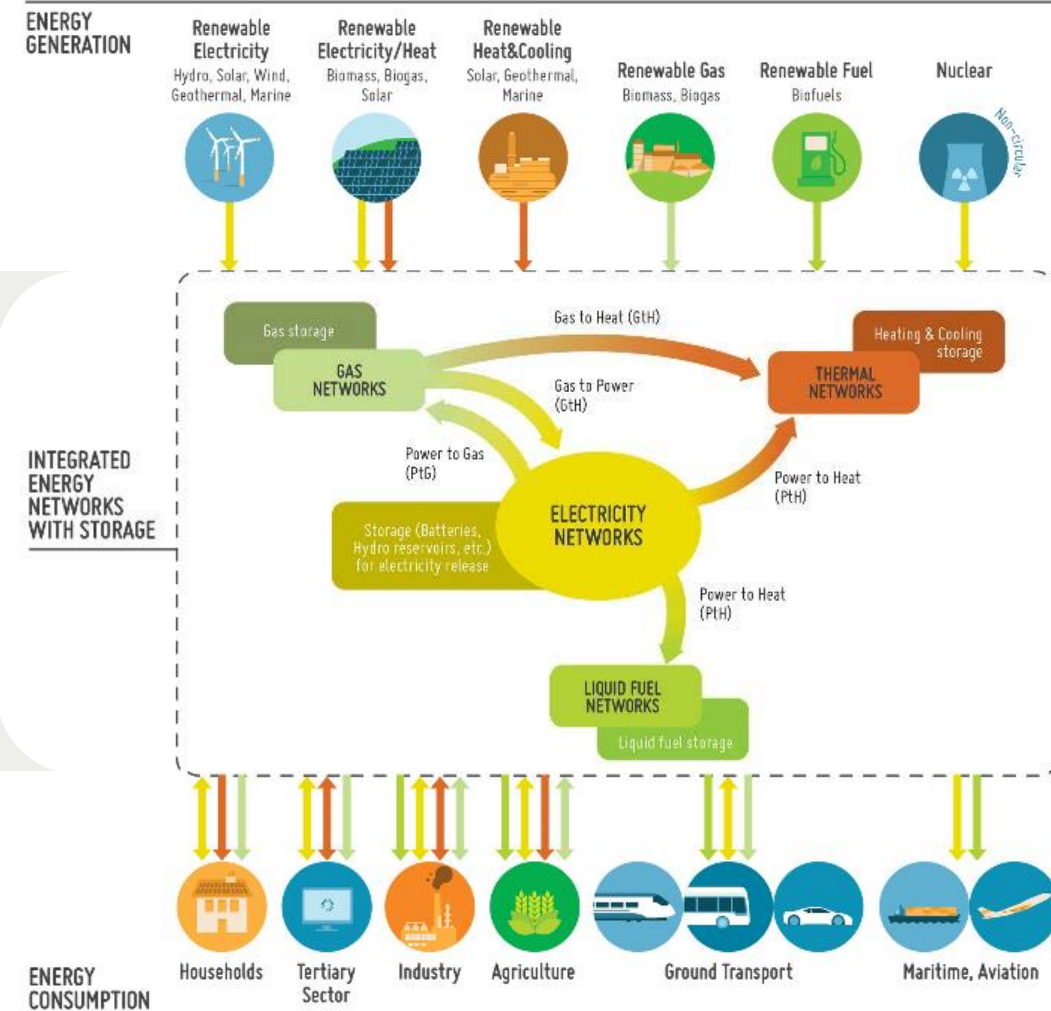 ENERGY
GENERATION
Renewable
Electricity
Hydro, Solar, Wind,
Geothermal, Marine
Renewable
Electricity/Heat
Biomass, Biogas,
Solar
Renewable
Heat&Cooling
Solar, Geothermal,
Marine
Renewable Gas
Biomass, Biogas
Renewable Fuel
Biofuels
Nuclear
Non-circular
INTEGRATED
ENERGY
NETWORKS
WITH STORAGE
Gas storage
GAS
NETWORKS
Gas to Heat (GtH)
Heating & Cooling
storage
THERMAL
NETWORKS
Gas to Power
(GtH)
Power to Gas
(PtG)
Power to Heat
(PtH)
Storage (Batteries,
Hydro reservoirs, etc.)
for electricity release
ELECTRICITY
NETWORKS
Power to Heat
(PtH)
LIQUID FUEL
NETWORKS
Liquid fuel storage
ENERGY
CONSUMPTION
Households
Tertiary
Sector
Industry
Agriculture
Ground Transport
Maritime, Aviation